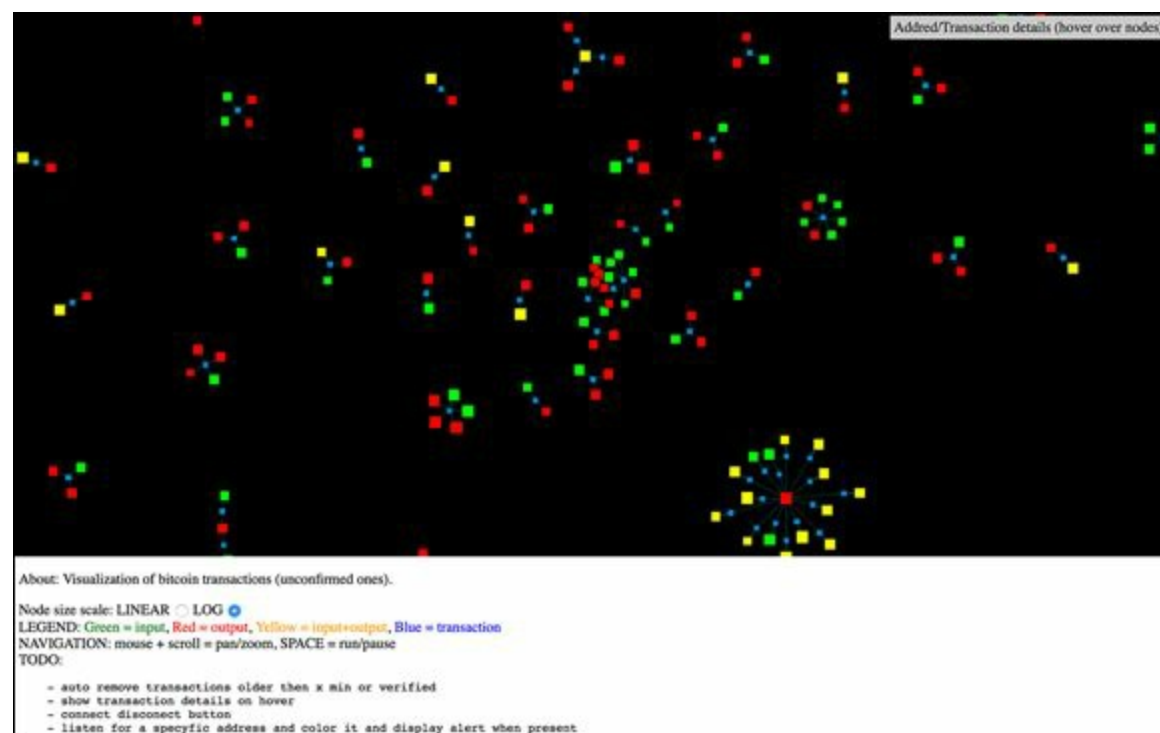 Addred/Transaction details (hover over nodes)
About: Visualization of bitcoin transactions (unconfirmed ones).
Node size scale: LINEAR LOG
LEGEND: Green = input, Red = output, Yellow = input+output, Blue = transaction
NAVIGATION: mouse + scroll = pan/zoom, SPACE = run/pause
TODO:
- auto remove transactions older then x min or verified
- show transaction details on hover
- connect disconect button
- listen for a specyfic address and color it and display alert when present